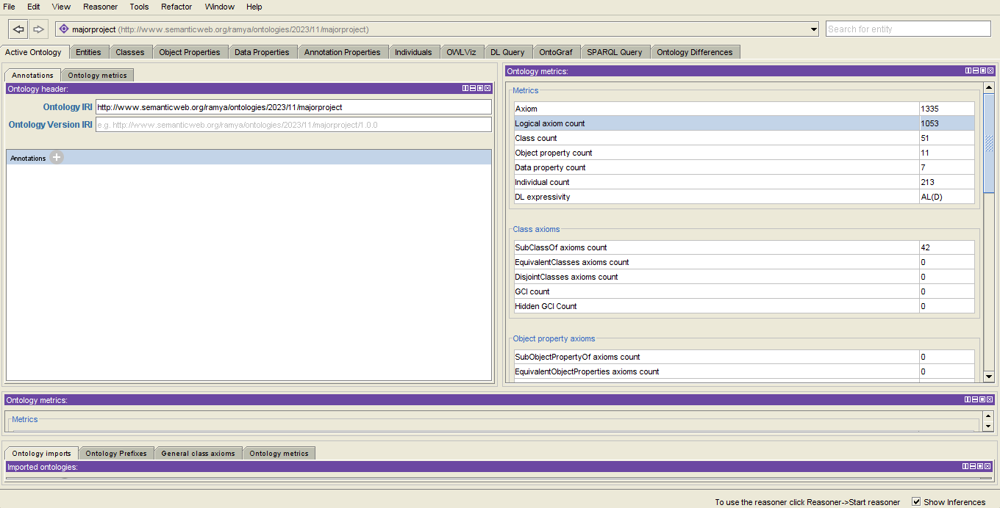 File Edit View Reasoner Tools Refactor Window Help
majorproject (http://www.semanticweb.org/ramya/ontologies/2023/11/majorproject)
Search for entity
Active Ontology Entities Classes Object Properties Data Properties Annotation Properties Individuals OWLViz DL Query OntoGraf SPARQL Query Ontology Differences
Annotations Ontology metrics
Ontology header:
Ontology IRI http://www.semanticweb.org/ramya/ontologies/2023/11/majorproject
Ontology Version IRI e.g. http://www.semanticweb.org/ramya/ontologies/2023/11/majorproject/1.0.0
Annotations
Ontology metrics:
Metrics
Axiom 1335
Logical axiom count 1053
Class count 51
Object property count 11
Data property count 7
Individual count 213
DL expressivity AL(D)
Class axioms
SubClassOf axioms count 42
EquivalentClasses axioms count 0
DisjointClasses axioms count 0
GCI count 0
Hidden GCI Count 0
Object property axioms
SubObjectPropertyOf axioms count 0
EquivalentObjectProperties axioms count 0
Ontology metrics:
Metrics
Ontology imports Ontology Prefixes General class axioms Ontology metrics
Imported ontologies:
To use the reasoner click Reasoner->Start reasoner Show Inferences